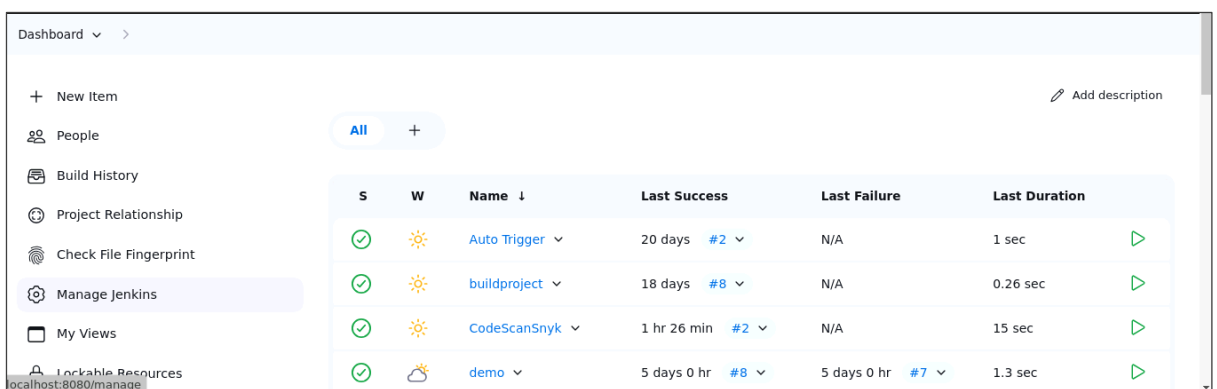 Dashboard
New Item
People
Build History
Project Relationship
Check File Fingerprint
Manage Jenkins
My Views
Lockable Resources
localhost:8080/manage
Add description
All
S W Name ↓ Last Success Last Failure Last Duration
Auto Trigger 20 days #2 N/A 1 sec
buildproject 18 days #8 N/A 0.26 sec
CodeScanSnyk 1 hr 26 min #2 N/A 15 sec
demo 5 days 0 hr #8 5 days 0 hr #7 1.3 sec